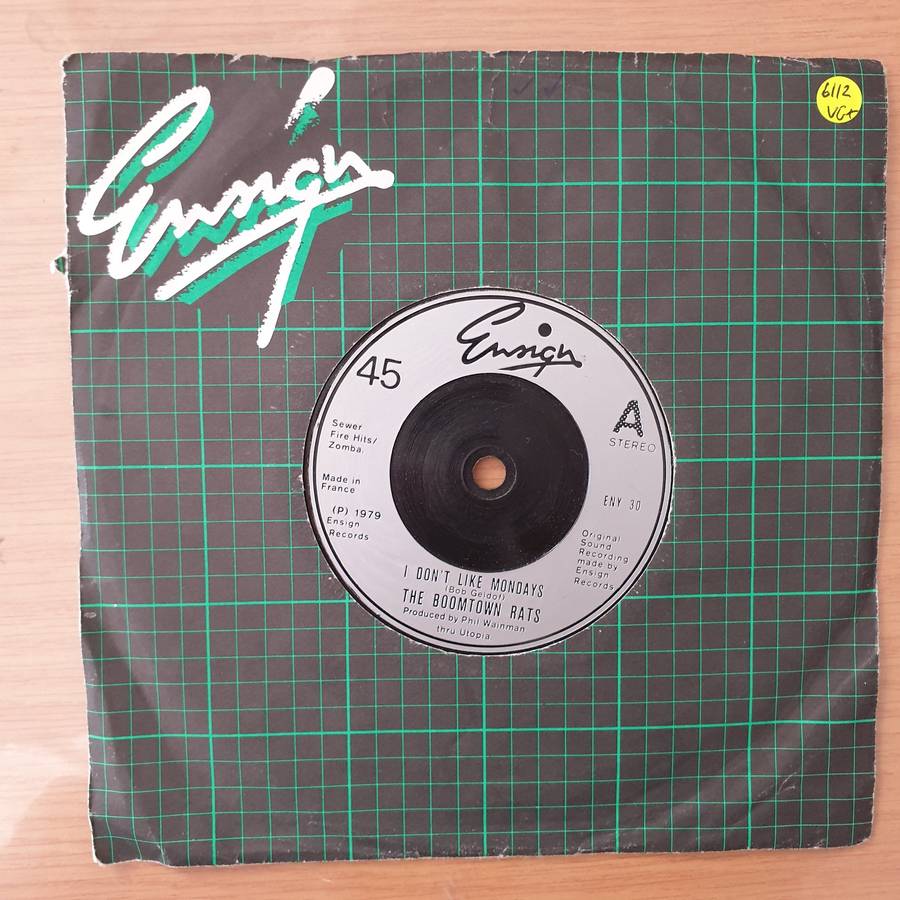 Ensign
6112
VG+
Ensign
45
A
STEREO
Sewer
Fire Hits/
Zomba.
Made in
France
(P) 1979
Ensign
Records
ENY 30
Original
Sound
Recording
made by
Ensign
Records
I DON'T LIKE MONDAYS
(Bob Geldof)
THE BOOMTOWN RATS
Produced by Phil Wainman
thru Utopia.